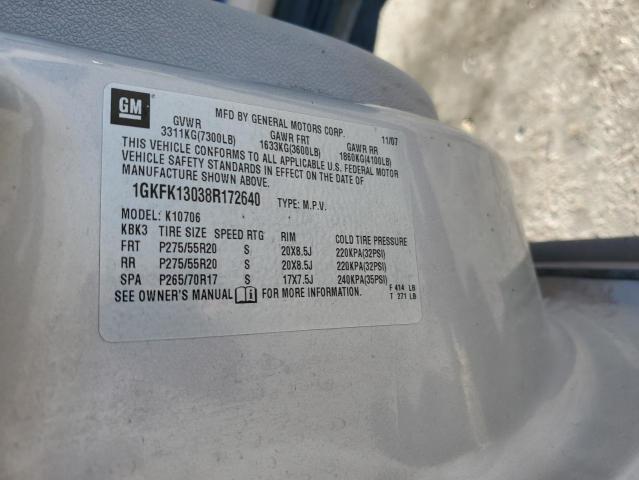 GM
MFD BY GENERAL MOTORS CORP. 11/07
GVWR GAWR FRT GAWR RR
3311KG(7300LB) 1633KG(3600LB) 1860KG(4100LB)
THIS VEHICLE CONFORMS TO ALL APPLICABLE U.S. FEDERAL MOTOR
VEHICLE SAFETY STANDARDS IN EFFECT ON THE DATE OF
MANUFACTURE SHOWN ABOVE.
1GKFK13038R172640 TYPE: M.P.V.
MODEL: K10706
KBK3 TIRE SIZE SPEED RTG RIM COLD TIRE PRESSURE
FRT P275/55R20 S 20X8.5J 220KPA(32PSI)
RR P275/55R20 S 20X8.5J 220KPA(32PSI)
SPA P265/70R17 S 17X7.5J 240KPA(35PSI)
SEE OWNER'S MANUAL i FOR MORE INFORMATION.
F 414 LB
T 271 LB